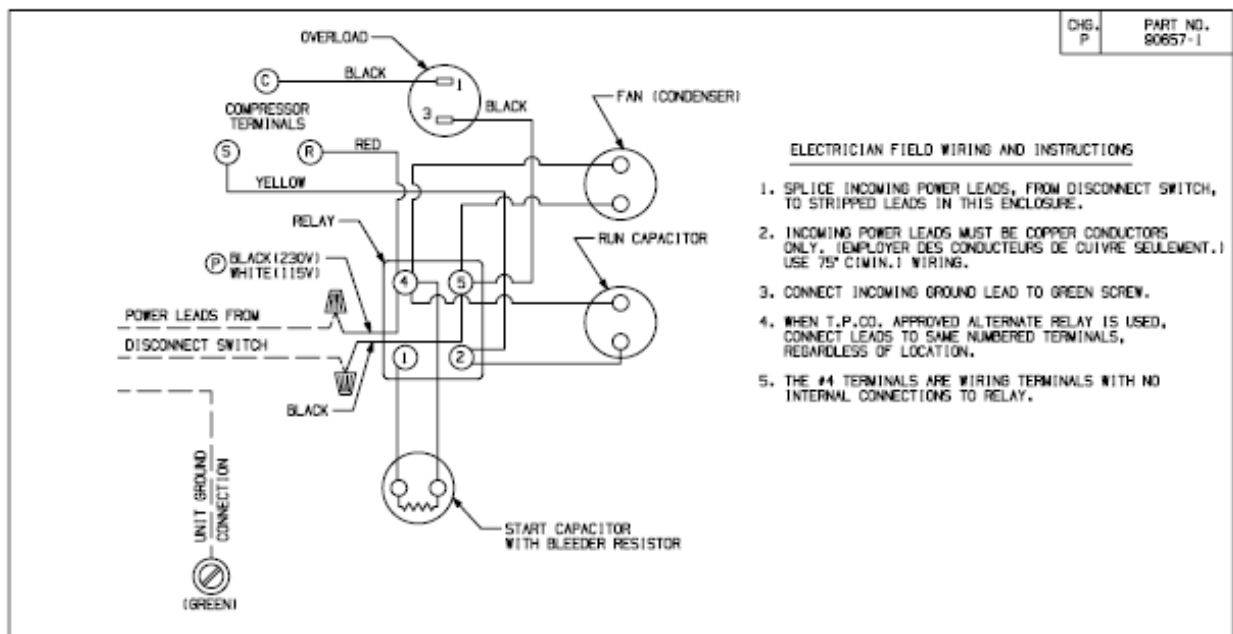 CHG. PART NO.
P 90657-1
OVERLOAD
BLACK
C
1
COMPRESSOR
TERMINALS
3
BLACK
FAN (CONDENSER)
S
R
RED
YELLOW
RELAY
RUN CAPACITOR
P BLACK(230V)
WHITE(115V)
4
5
POWER LEADS FROM
DISCONNECT SWITCH
1
2
BLACK
UNIT GROUND
CONNECTION
START CAPACITOR
WITH BLEEDER RESISTOR
(GREEN)
ELECTRICIAN FIELD WIRING AND INSTRUCTIONS
1. SPLICE INCOMING POWER LEADS, FROM DISCONNECT SWITCH,
TO STRIPPED LEADS IN THIS ENCLOSURE.
2. INCOMING POWER LEADS MUST BE COPPER CONDUCTORS
ONLY. (EMPLOYER DES CONDUCTEURS DE CUIVRE SEULEMENT.)
USE 75° C(MIN.) WIRING.
3. CONNECT INCOMING GROUND LEAD TO GREEN SCREW.
4. WHEN T.P.CO. APPROVED ALTERNATE RELAY IS USED,
CONNECT LEADS TO SAME NUMBERED TERMINALS,
REGARDLESS OF LOCATION.
5. THE #4 TERMINALS ARE WIRING TERMINALS WITH NO
INTERNAL CONNECTIONS TO RELAY.